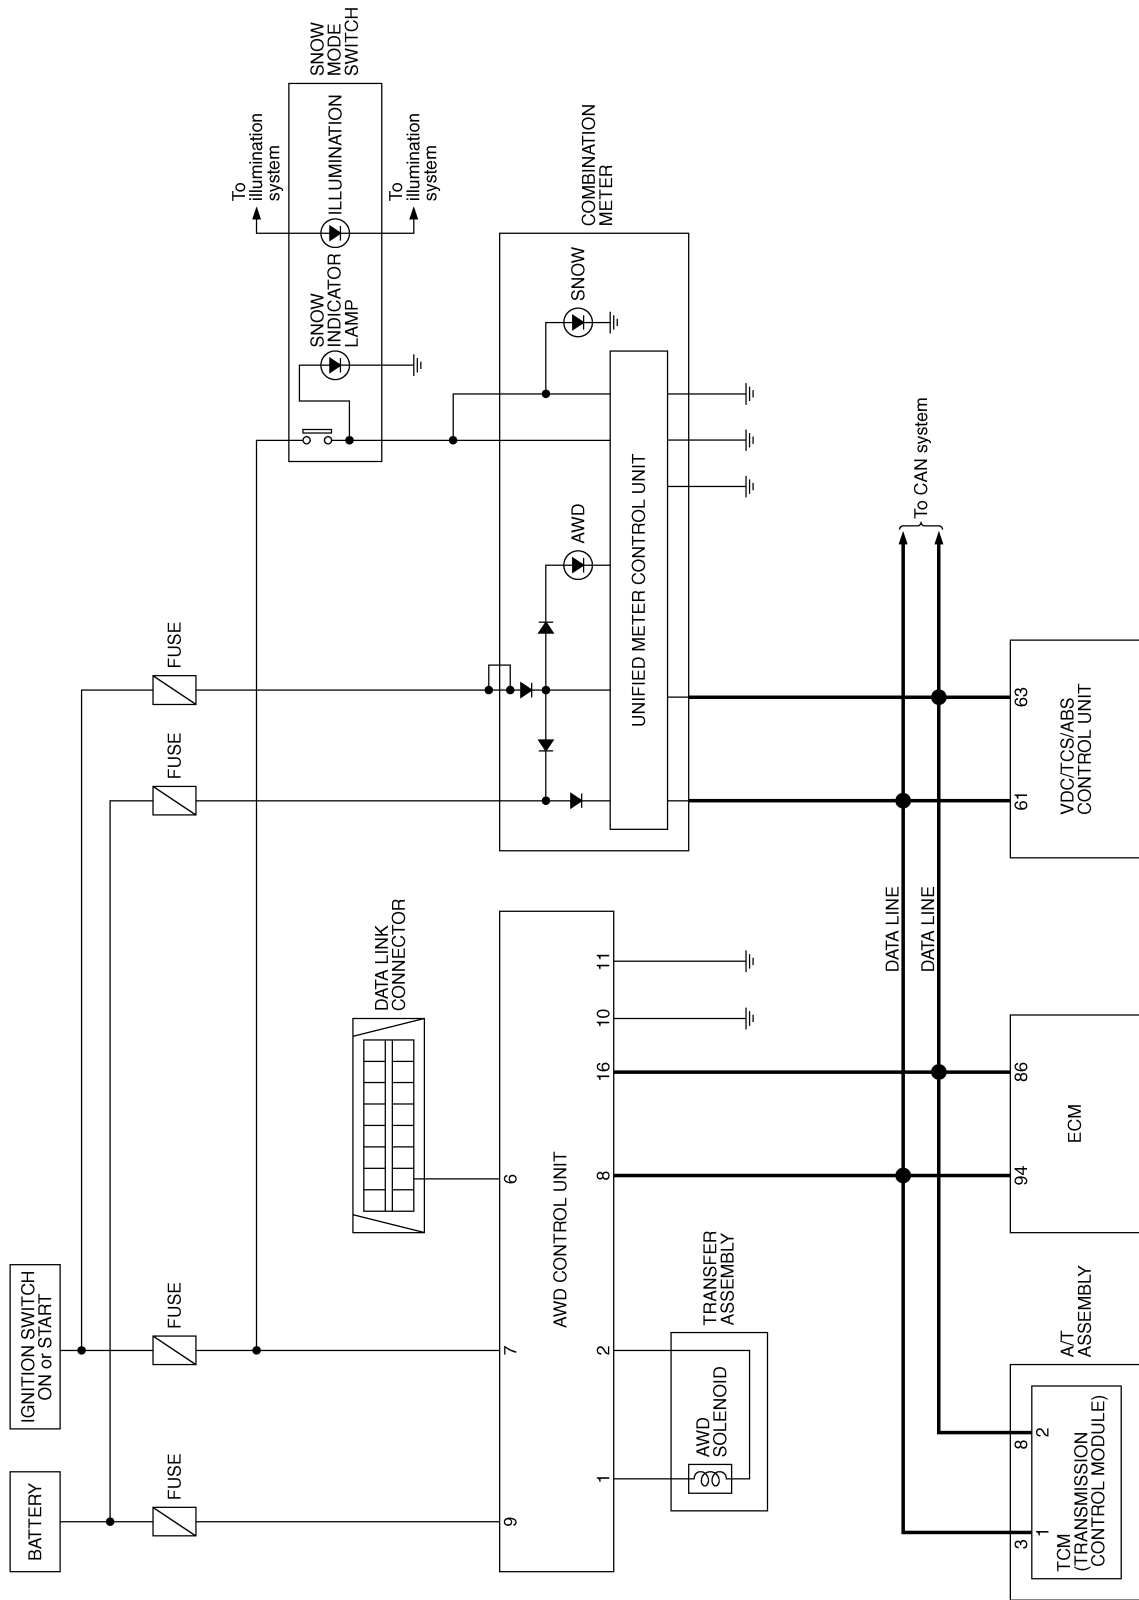 BATTERY
IGNITION SWITCH
ON or START
FUSE
FUSE
FUSE
FUSE
SNOW
MODE
SWITCH
To
illumination
system
ILLUMINATION
To
illumination
system
SNOW
INDICATOR
LAMP
DATA LINK
CONNECTOR
COMBINATION
METER
SNOW
AWD
UNIFIED METER CONTROL UNIT
9
7
6
AWD CONTROL UNIT
1
2
8
16
10
11
TRANSFER
ASSEMBLY
AWD
SOLENOID
DATA LINE
DATA LINE
To CAN system
A/T
ASSEMBLY
3
8
1
2
TCM
(TRANSMISSION
CONTROL MODULE)
94
86
ECM
61
63
VDC/TCS/ABS
CONTROL UNIT